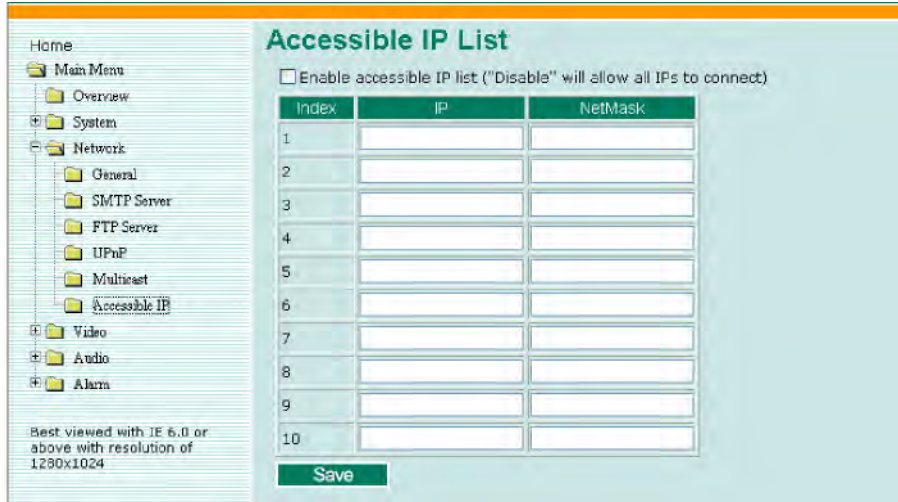 Home
Main Menu
Overview
System
Network
General
SMTP Server
FTP Server
UPnP
Multicast
Accessible IP
Video
Audio
Alarm
Best viewed with IE 6.0 or
above with resolution of
1280x1024
Accessible IP List
Enable accessible IP list ("Disable" will allow all IPs to connect)
Index IP NetMask
1
2
3
4
5
6
7
8
9
10
Save